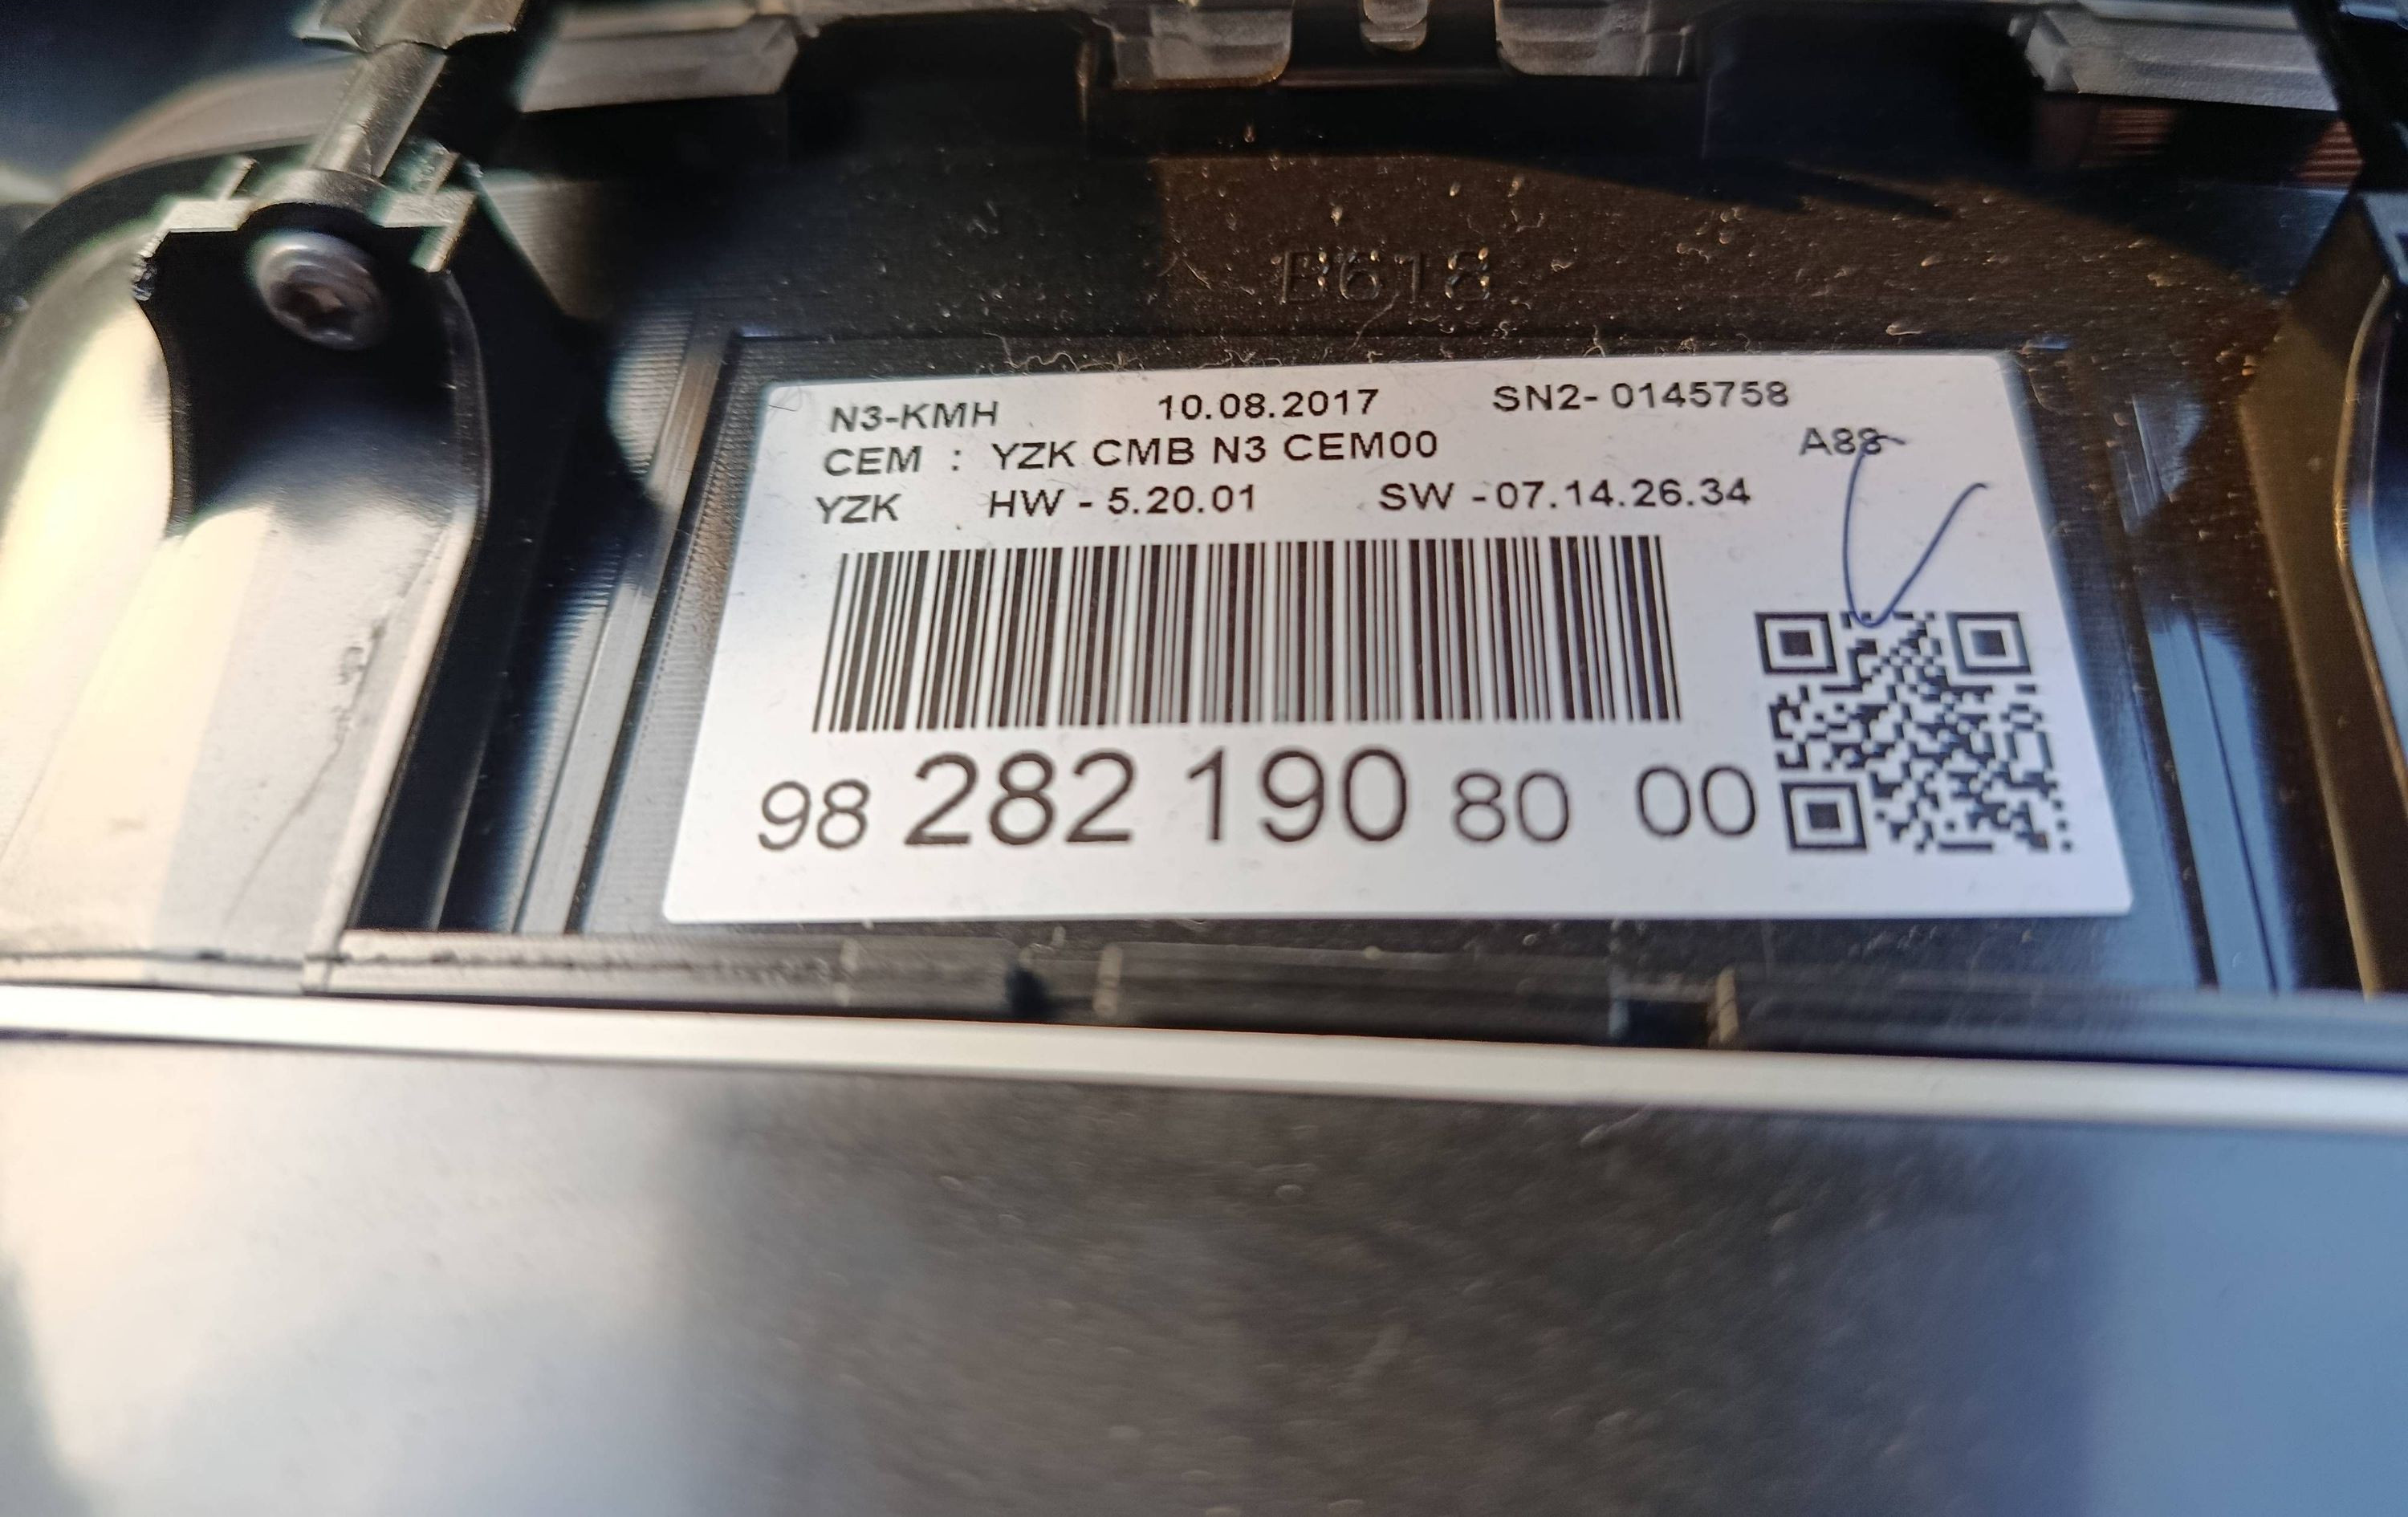 B618
N3-KMH 10.08.2017 SN2- 0145758
CEM : YZK CMB N3 CEM00 A88
YZK HW - 5.20.01 SW -07.14.26.34
98 282 190 80 00